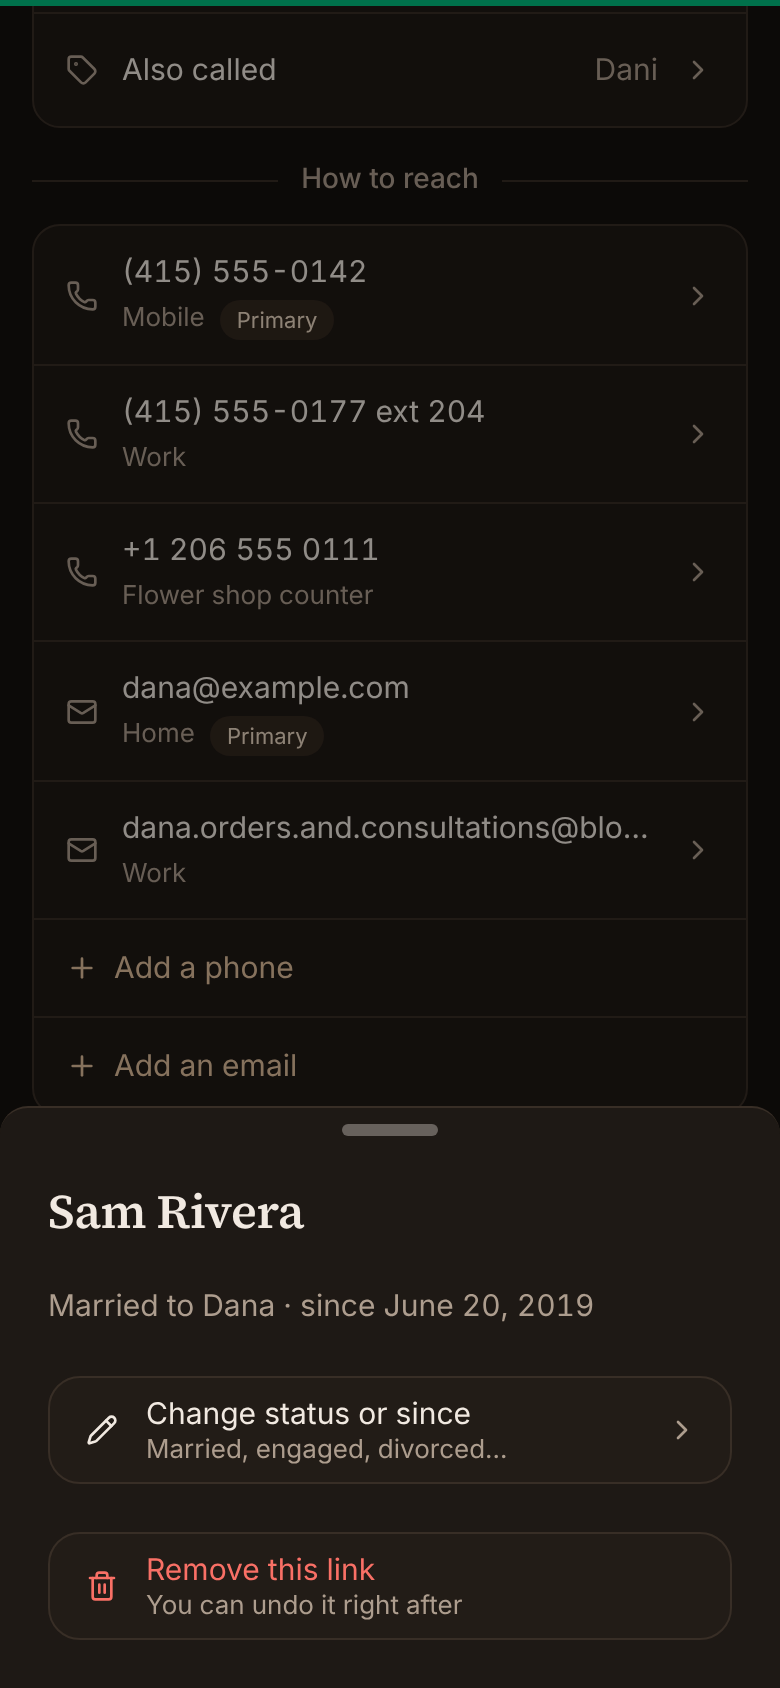 Also called
Dani
How to reach
(415) 555-0142
Mobile Primary
(415) 555-0177 ext 204
Work
+1 206 555 0111
Flower shop counter
dana@example.com
Home Primary
dana.orders.and.consultations@blo...
Work
Add a phone
Add an email
Sam Rivera
Married to Dana · since June 20, 2019
Change status or since
Married, engaged, divorced...
Remove this link
You can undo it right after